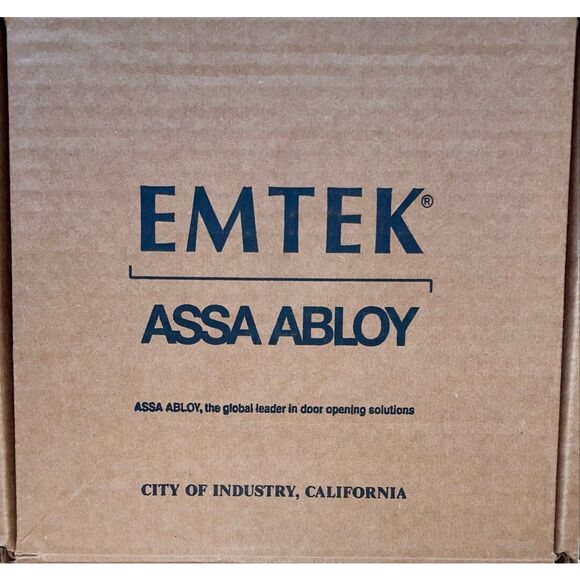 EMTEK®
ASSA ABLOY
ASSA ABLOY, the global leader in door opening solutions
CITY OF INDUSTRY, CALIFORNIA